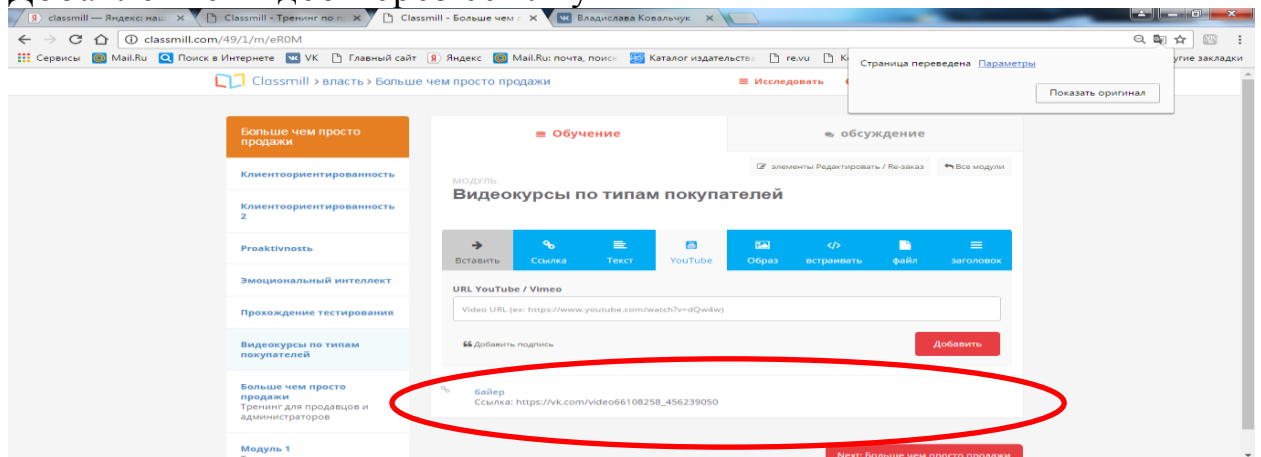 Добавление видео через ссылку
classmill — Яндекс: наш
Classmill - Тренинг по п
Classmill - Больше чем
Владислава Ковальчук
classmill.com/49/1/m/eR0M
Сервисы Mail.Ru Поиск в Интернете VK Главный сайт Яндекс Mail.Ru: почта, поиск Каталог издательств re.vu угие закладки
Страница переведена Параметры
Показать оригинал
Classmill > власть > Больше чем просто продажи
Исследовать
Больше чем просто
продажи
Клиентоориентированность
Клиентоориентированность
2
Proaktivnость
Эмоциональный интеллект
Прохождение тестирования
Видеокурсы по типам
покупателей
Больше чем просто
продажи
Тренинг для продавцов и
администраторов
Модуль 1
Обучение
обсуждение
элементы Редактировать / Re-заказ
Все модули
МОДУЛЬ
Видеокурсы по типам покупателей
Вставить Ссылка Текст YouTube Образ встраивать файл заголовок
URL YouTube / Vimeo
Video URL (ex: https://www.youtube.com/watch?v=dQw4w)
Добавить подпись
Добавить
байер
Ссылка: https://vk.com/video66108258_456239050
Next: Больше чем просто продажи